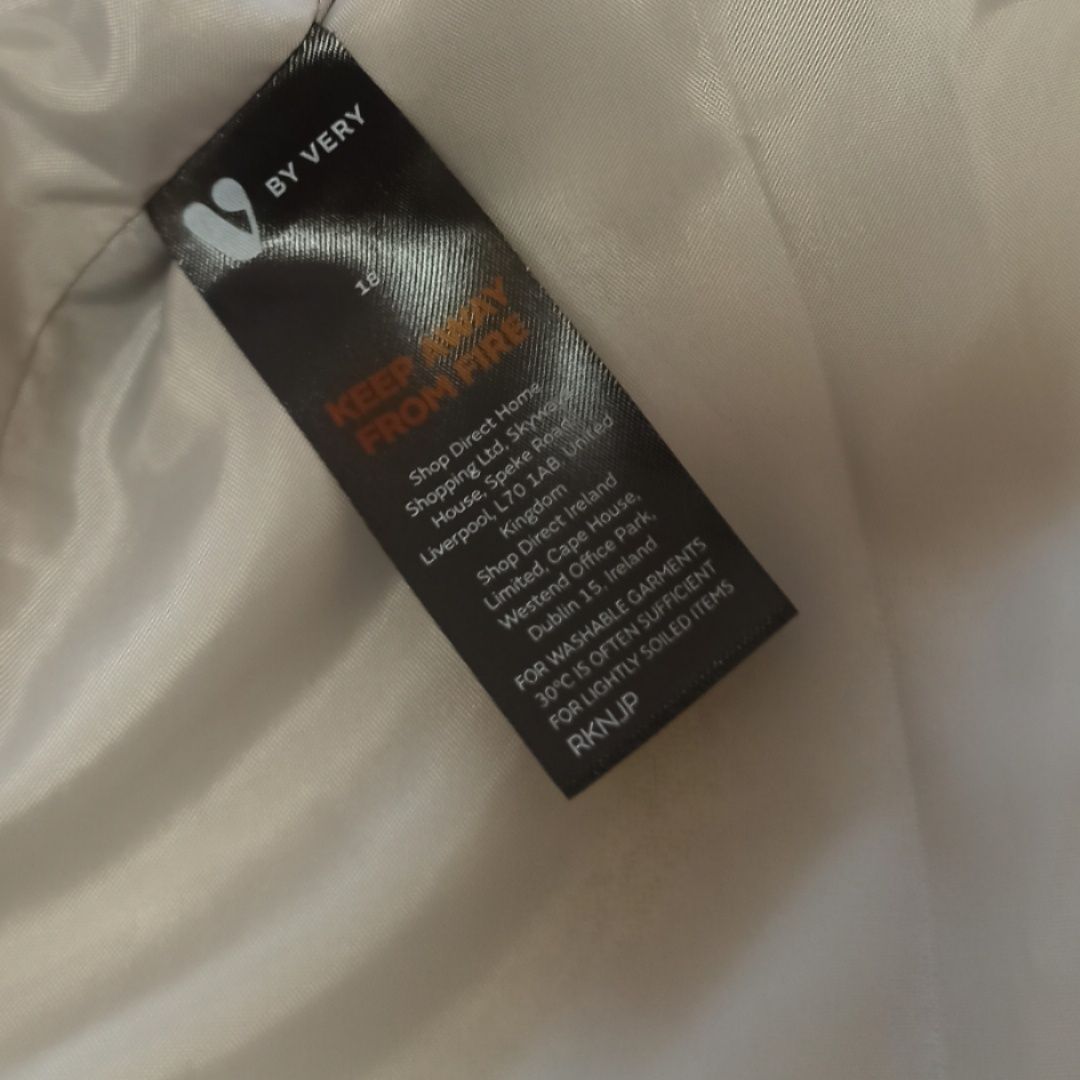 V BY VERY
18
KEEP AWAY
FROM FIRE
Shop Direct Home
Shopping Ltd, Skyways
House, Speke Road,
Liverpool, L70 1AB, United
Kingdom
Shop Direct Ireland
Limited, Cape House,
Westend Office Park,
Dublin 15, Ireland
FOR WASHABLE GARMENTS
30°C IS OFTEN SUFFICIENT
FOR LIGHTLY SOILED ITEMS
RKNJP